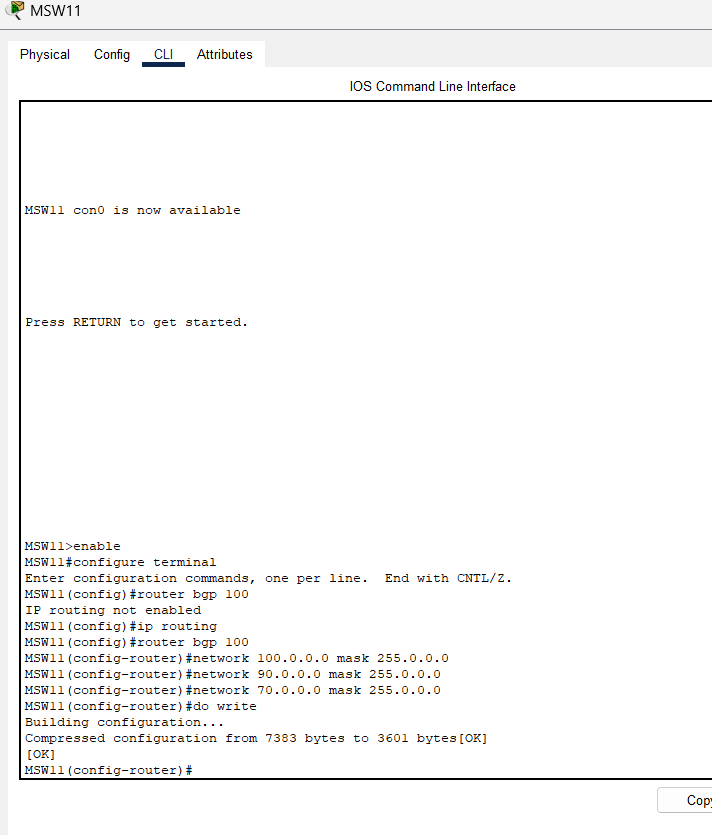 MSW11
Physical Config CLI Attributes
IOS Command Line Interface
MSW11 con0 is now available
Press RETURN to get started.
MSW11>enable
MSW11#configure terminal
Enter configuration commands, one per line.  End with CNTL/Z.
MSW11(config)#router bgp 100
IP routing not enabled
MSW11(config)#ip routing
MSW11(config)#router bgp 100
MSW11(config-router)#network 100.0.0.0 mask 255.0.0.0
MSW11(config-router)#network 90.0.0.0 mask 255.0.0.0
MSW11(config-router)#network 70.0.0.0 mask 255.0.0.0
MSW11(config-router)#do write
Building configuration...
Compressed configuration from 7383 bytes to 3601 bytes[OK]
[OK]
MSW11(config-router)#
Copy